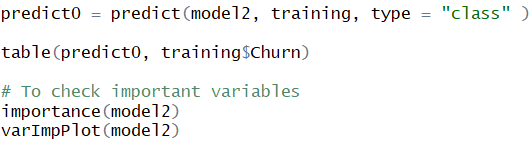 predict0 = predict(model2, training, type = "class" )
table(predict0, training$Churn)
# To check important variables
importance(model2)
varImpPlot(model2)